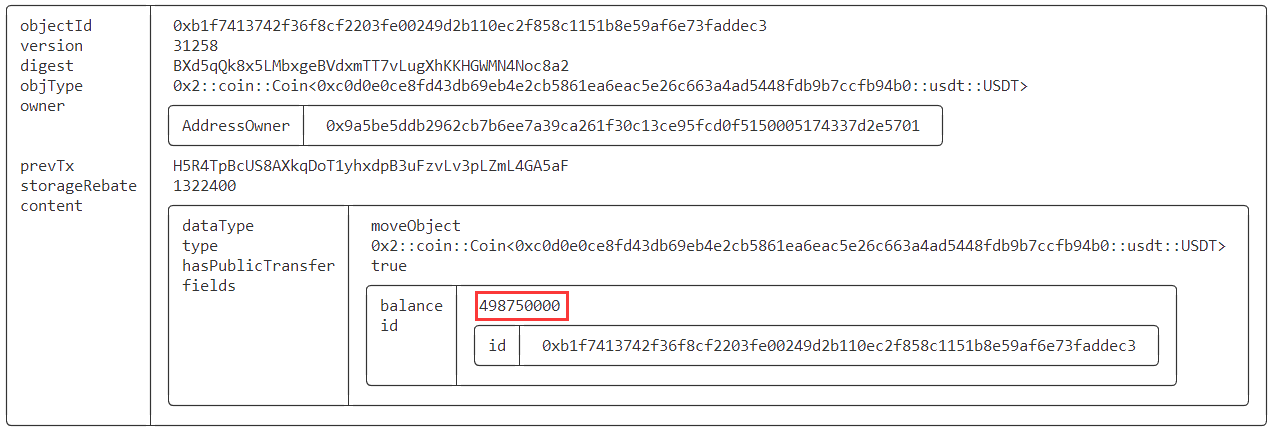 objectId 0xb1f7413742f36f8cf2203fe00249d2b110ec2f858c1151b8e59af6e73faddec3
version 31258
digest BXd5qQk8x5LMbxgeBVdxmTT7vLugXhKKHGWMN4Noc8a2
objType 0x2::coin::Coin<0xc0d0e0ce8fd43db69eb4e2cb5861ea6eac5e26c663a4ad5448fdb9b7ccfb94b0::usdt::USDT>
owner
AddressOwner 0x9a5be5ddb2962cb7b6ee7a39ca261f30c13ce95fcd0f5150005174337d2e5701
prevTx H5R4TpBcUS8AXkqDoT1yhxdpB3uFzvLv3pLZmL4GA5aF
storageRebate 1322400
content
dataType moveObject
type 0x2::coin::Coin<0xc0d0e0ce8fd43db69eb4e2cb5861ea6eac5e26c663a4ad5448fdb9b7ccfb94b0::usdt::USDT>
hasPublicTransfer true
fields
balance 498750000
id
id 0xb1f7413742f36f8cf2203fe00249d2b110ec2f858c1151b8e59af6e73faddec3